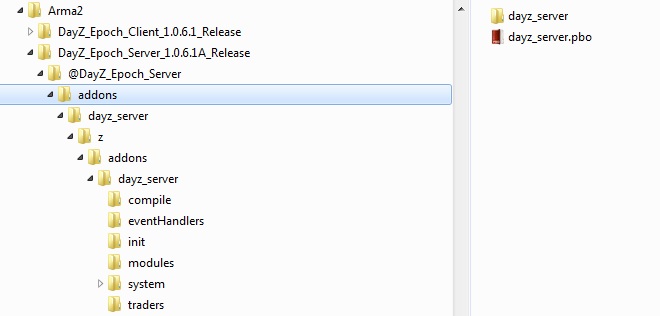 Arma2
DayZ_Epoch_Client_1.0.6.1_Release
DayZ_Epoch_Server_1.0.6.1A_Release
@DayZ_Epoch_Server
addons
dayz_server
z
addons
dayz_server
compile
eventHandlers
init
modules
system
traders
dayz_server
dayz_server.pbo